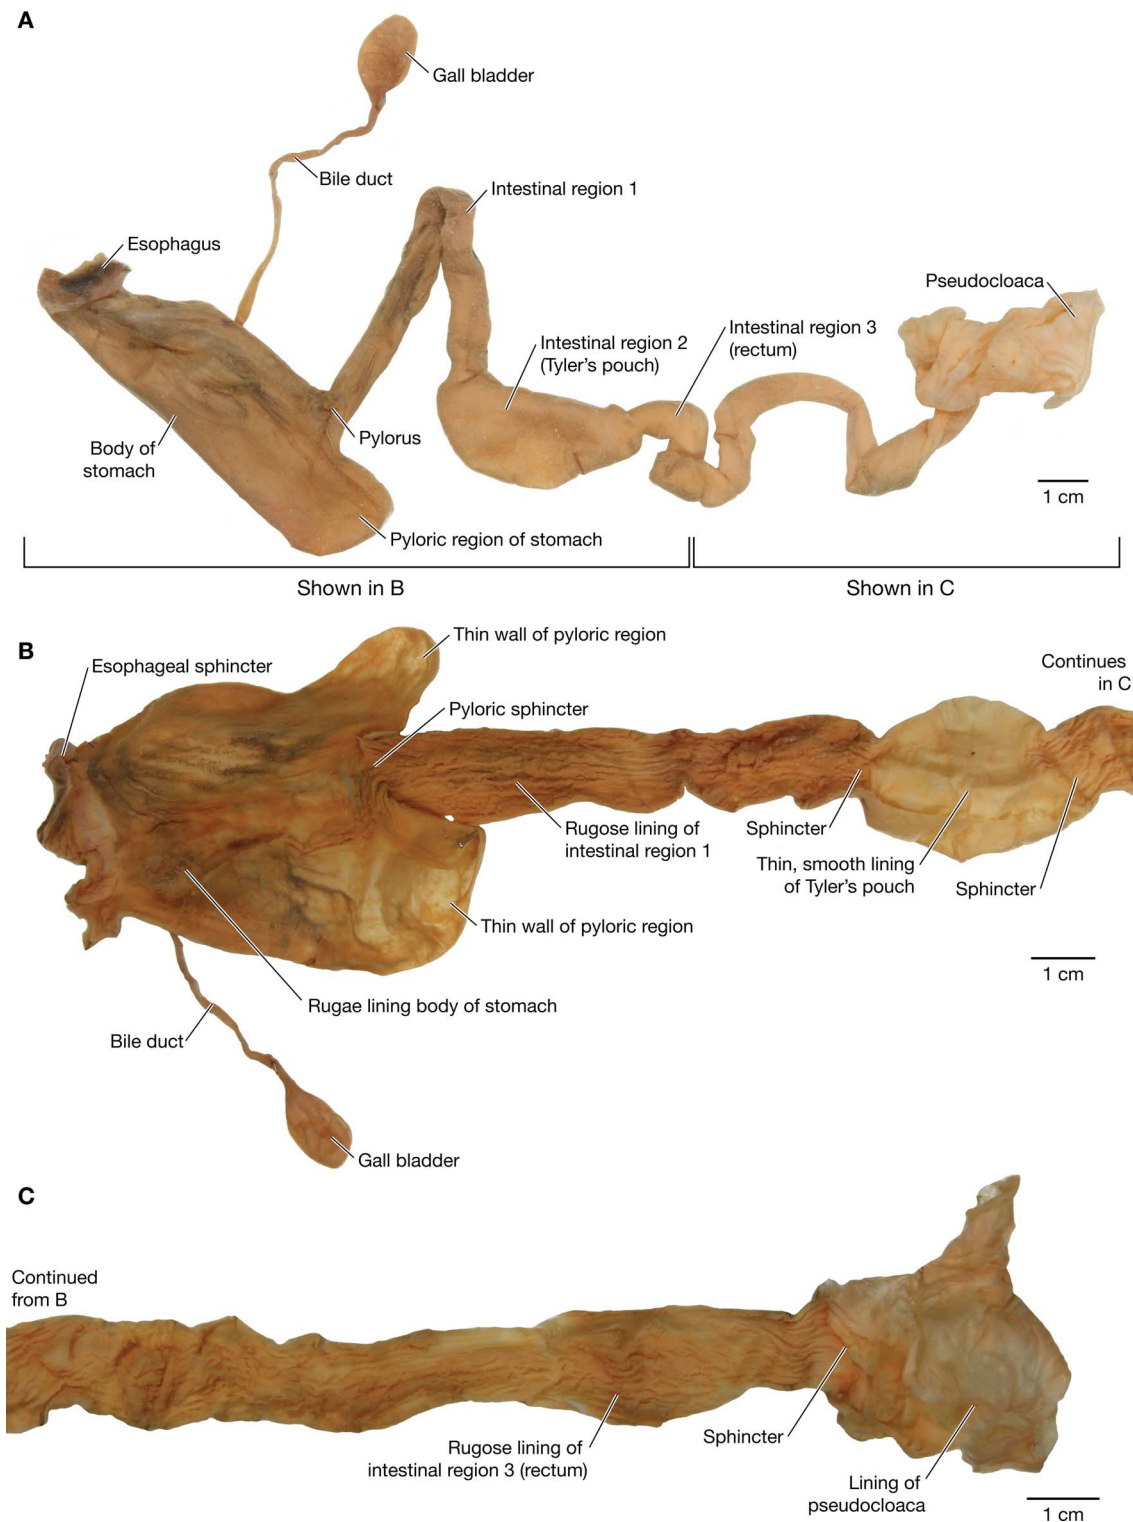 A
Gall bladder
Bile duct
Intestinal region 1
Esophagus
Pseudocloaca
Intestinal region 2
(Tyler’s pouch)
Intestinal region 3
(rectum)
Body of
stomach
Pylorus
Pyloric region of stomach
1 cm
Shown in B
Shown in C
B
Thin wall of pyloric region
Esophageal sphincter
Continues
in C
Pyloric sphincter
Rugose lining of
intestinal region 1
Sphincter
Thin, smooth lining
of Tyler’s pouch
Sphincter
Thin wall of pyloric region
1 cm
Rugae lining body of stomach
Bile duct
Gall bladder
C
Continued
from B
Rugose lining of
intestinal region 3 (rectum)
Sphincter
Lining of
pseudocloaca
1 cm